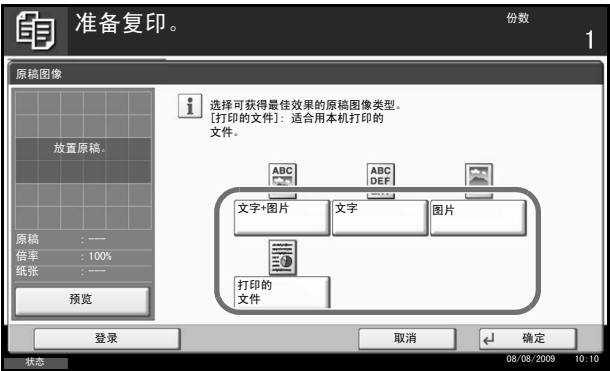 准备复印。
份数
1
原稿图像
放置原稿。
原稿 : ---
倍率 : 100%
纸张 : ---
预览
选择可获得最佳效果的原稿图像类型。
[打印的文件]: 适合用本机打印的
文件。
ABC
ABC
DEF
文字+图片
文字
图片
打印的
文件
登录
取消
确定
状态
08/08/2009 10:10